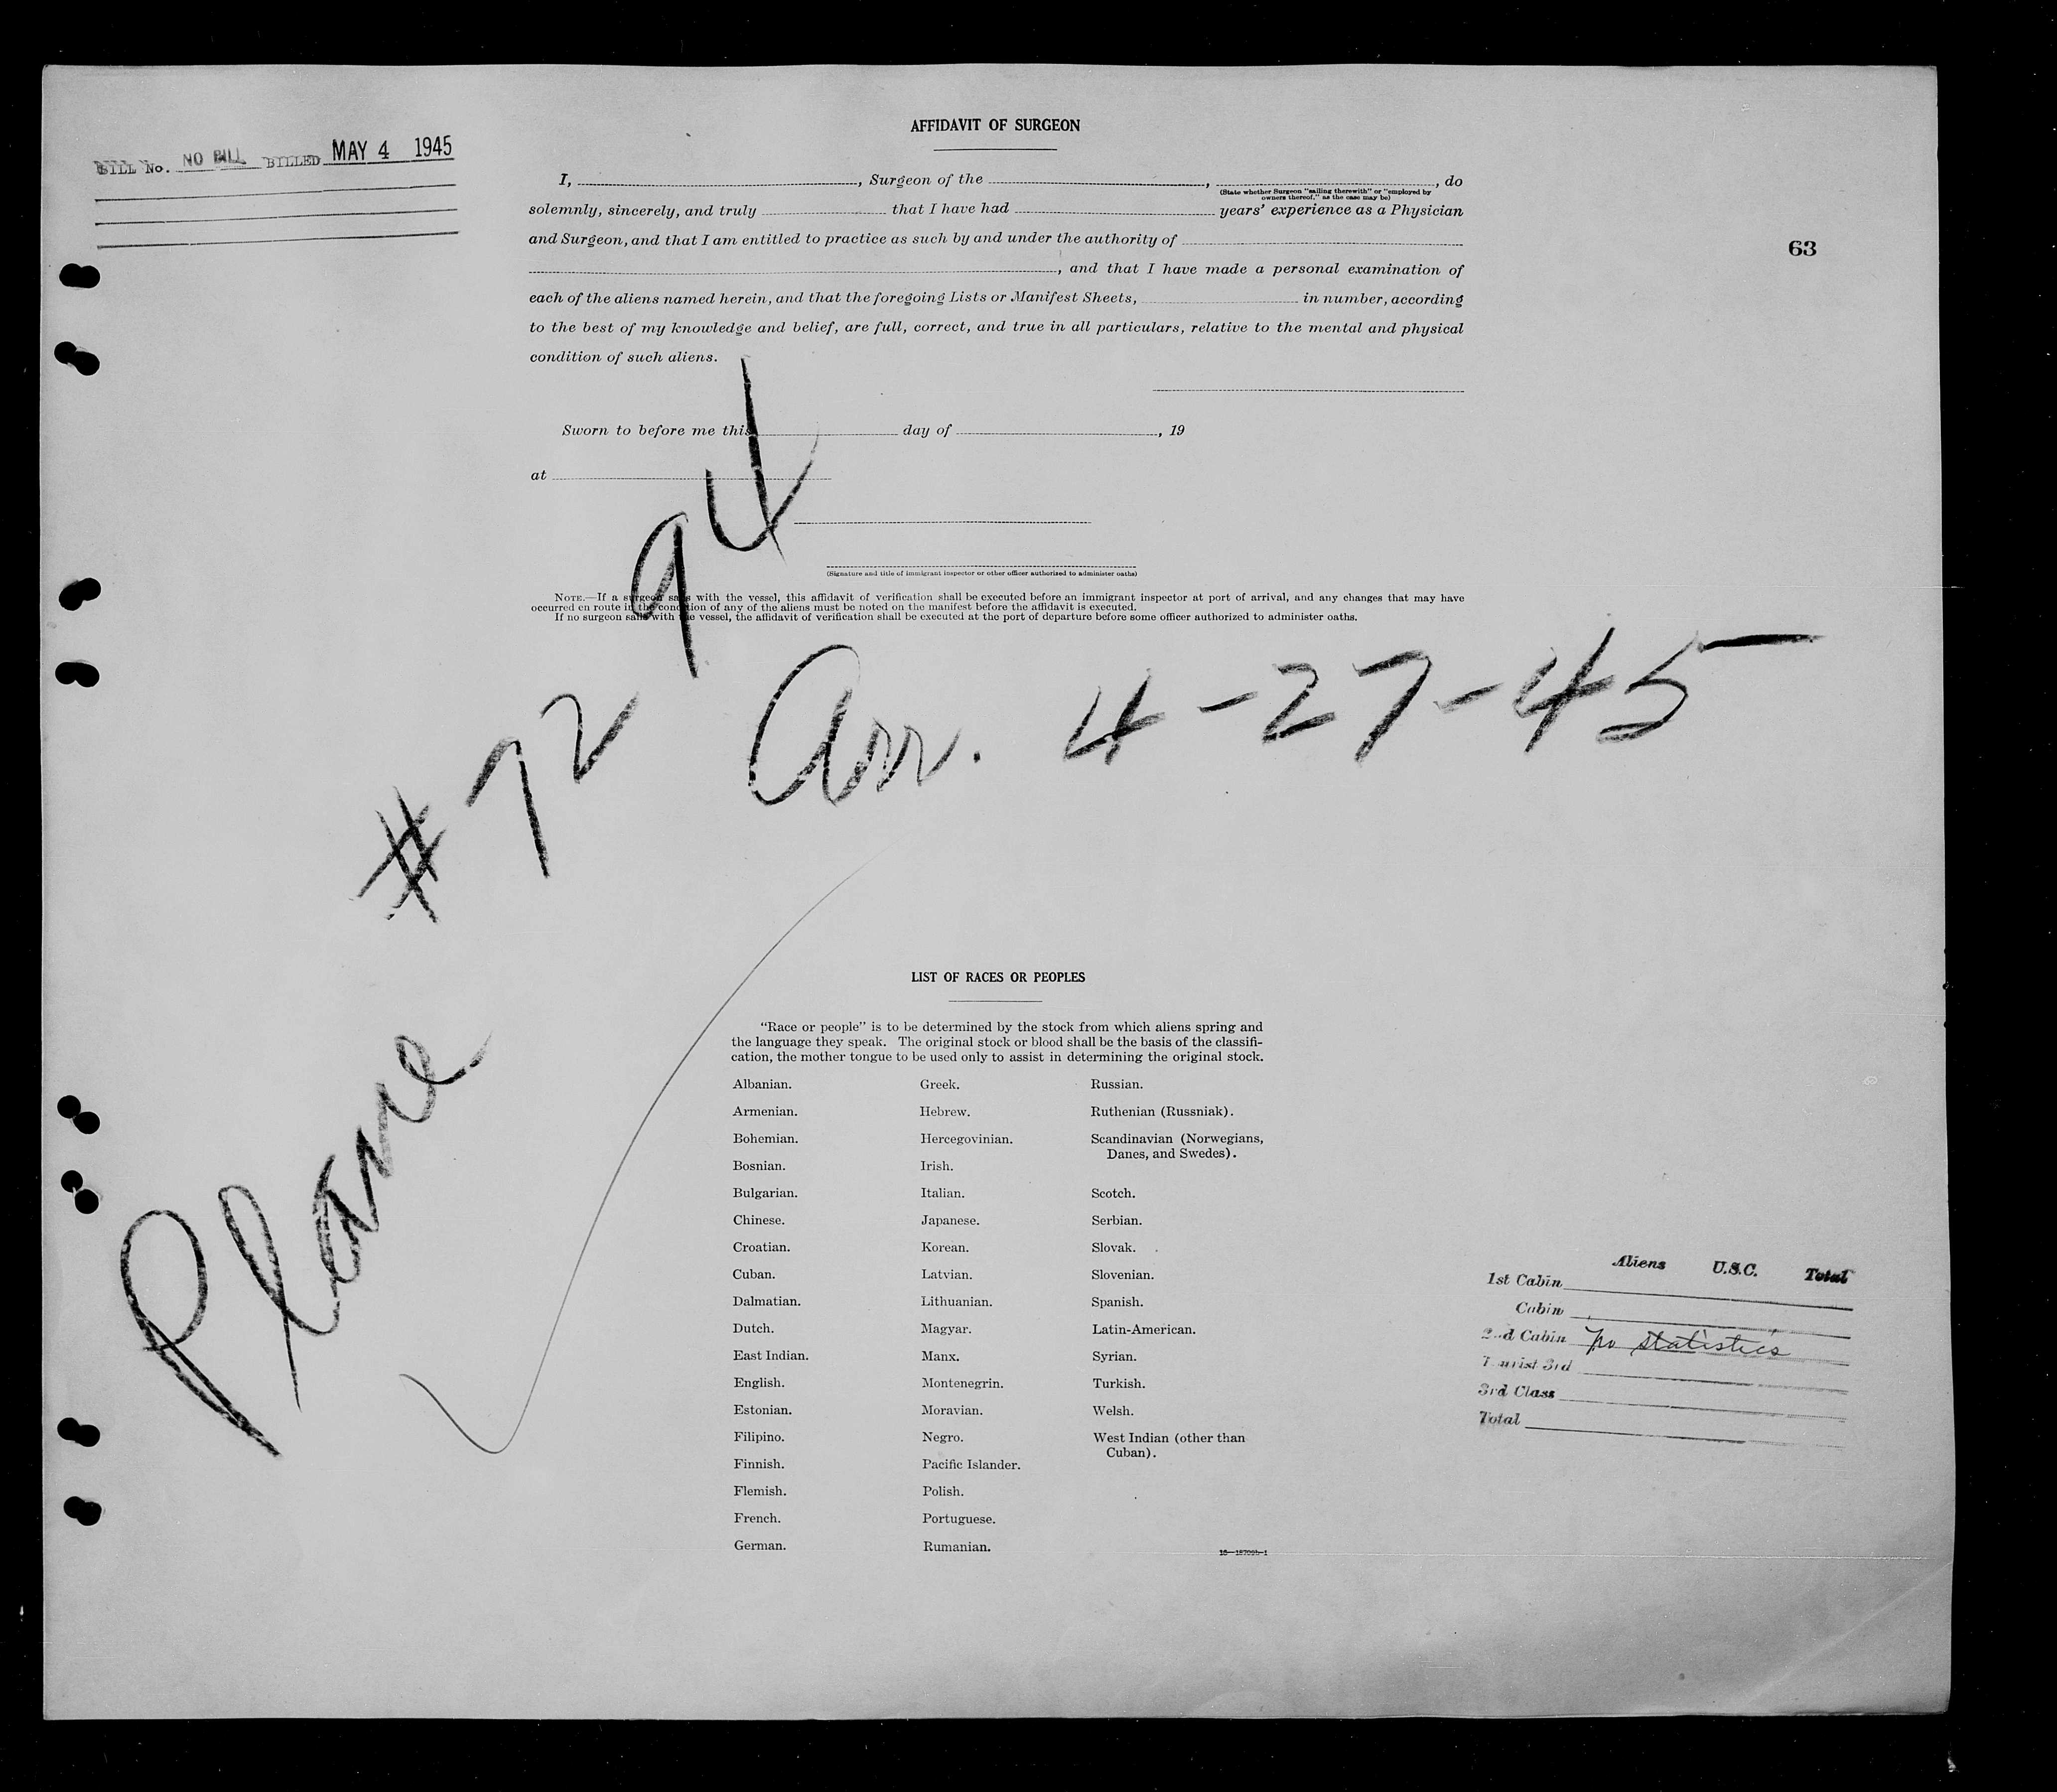 AFFIDAVIT OF SURGEON
BILL No. NO BILL BILLED MAY 4 1945
I, , Surgeon of the , , do
(State whether Surgeon "sailing therewith" or "employed by
owners thereof," as the case may be)
solemnly, sincerely, and truly that I have had years' experience as a Physician
and Surgeon, and that I am entitled to practice as such by and under the authority of
, and that I have made a personal examination of
63
each of the aliens named herein, and that the foregoing Lists or Manifest Sheets, in number, according
to the best of my knowledge and belief, are full, correct, and true in all particulars, relative to the mental and physical
condition of such aliens.
Sworn to before me this day of , 19
at
(Signature and title of immigrant inspector or other officer authorized to administer oaths)
NOTE.—If a surgeon sails with the vessel, this affidavit of verification shall be executed before an immigrant inspector at port of arrival, and any changes that may have
occurred en route in the condition of any of the aliens must be noted on the manifest before the affidavit is executed.
If no surgeon sails with the vessel, the affidavit of verification shall be executed at the port of departure before some officer authorized to administer oaths.
Plane #7294
Arr. 4-27-45
LIST OF RACES OR PEOPLES
"Race or people" is to be determined by the stock from which aliens spring and
the language they speak. The original stock or blood shall be the basis of the classifi-
cation, the mother tongue to be used only to assist in determining the original stock.
Albanian.
Armenian.
Bohemian.
Bosnian.
Bulgarian.
Chinese.
Croatian.
Cuban.
Dalmatian.
Dutch.
East Indian.
English.
Estonian.
Filipino.
Finnish.
Flemish.
French.
German.
Greek.
Hebrew.
Hercegovinian.
Irish.
Italian.
Japanese.
Korean.
Latvian.
Lithuanian.
Magyar.
Manx.
Montenegrin.
Moravian.
Negro.
Pacific Islander.
Polish.
Portuguese.
Rumanian.
Russian.
Ruthenian (Russniak).
Scandinavian (Norwegians,
Danes, and Swedes).
Scotch.
Serbian.
Slovak.
Slovenian.
Spanish.
Latin-American.
Syrian.
Turkish.
Welsh.
West Indian (other than
Cuban).
Aliens U.S.C. Total
1st Cabin
Cabin
2nd Cabin No statistics
Tourist 3rd
3rd Class
Total